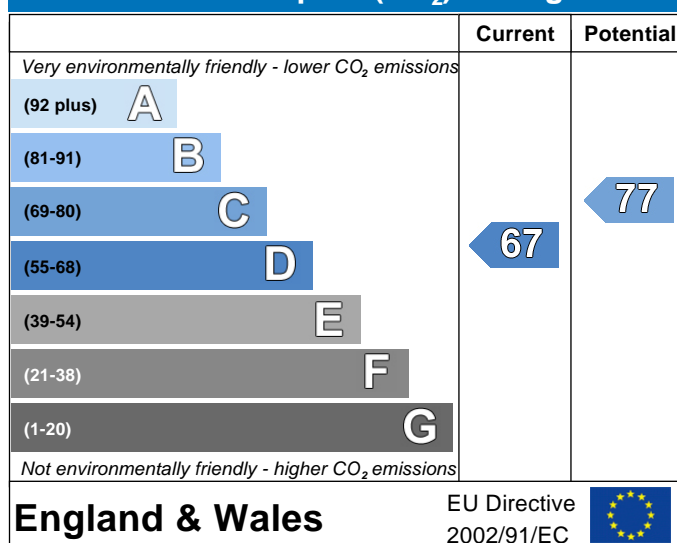 Current Potential
Very environmentally friendly - lower CO₂ emissions
(92 plus) A
(81-91) B
(69-80) C
(55-68) D
(39-54) E
(21-38) F
(1-20) G
67
77
Not environmentally friendly - higher CO₂ emissions
England & Wales
EU Directive
2002/91/EC